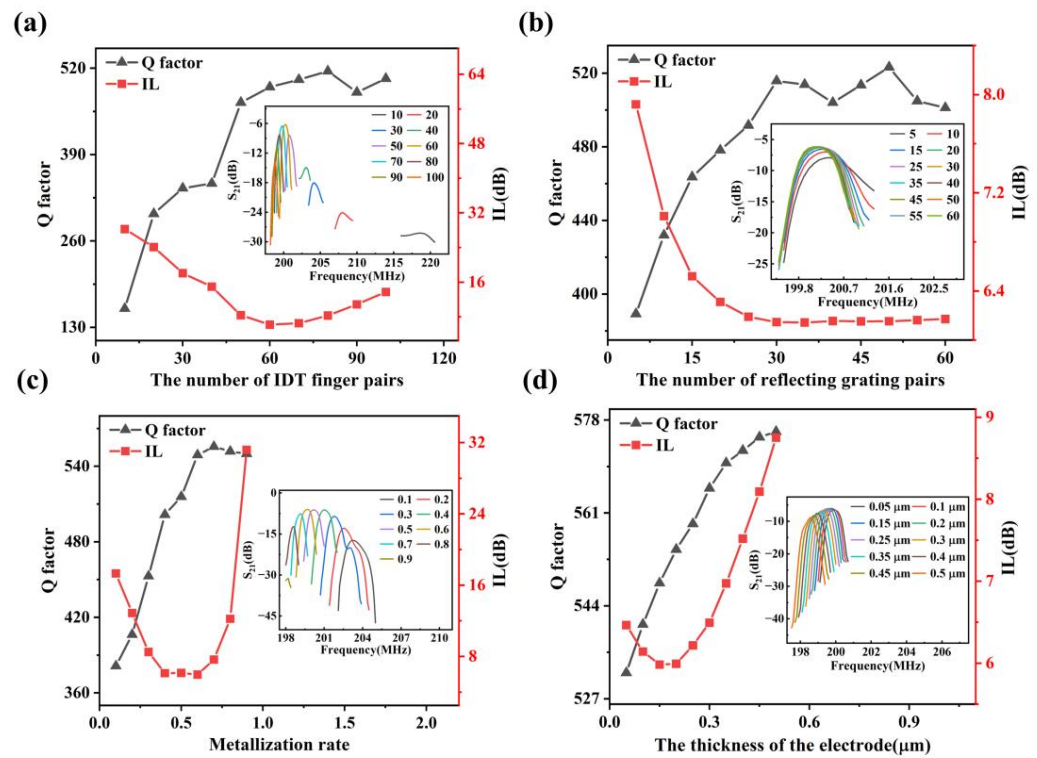 (a)
Q factor
IL
520
390
260
130
Q factor
64
52
40
28
16
IL(dB)
0
30
60
90
120
The number of IDT finger pairs
10 20
30 40
50 60
70 80
90 100
−6
−12
−18
−24
−30
S21(dB)
200 205 210 215 220
Frequency(MHz)
(b)
Q factor
IL
520
480
440
400
Q factor
8.0
7.2
6.4
IL(dB)
0
15
30
45
60
The number of reflecting grating pairs
5 10
15 20
25 30
35 40
45 50
55 60
−5
−10
−15
−20
−25
S21(dB)
199.8 200.7 201.6 202.5
Frequency(MHz)
(c)
Q factor
IL
540
480
420
360
Q factor
32
24
16
8
IL(dB)
0.0
0.5
1.0
1.5
2.0
Metallization rate
0.1 0.2
0.3 0.4
0.5 0.6
0.7 0.8
0.9
0
−15
−30
−45
S21(dB)
198 201 204 207 210
Frequency(MHz)
(d)
Q factor
IL
578
561
544
527
Q factor
9
8
7
6
IL(dB)
0.0
0.3
0.6
0.9
The thickness of the electrode(μm)
0.05 μm 0.1 μm
0.15 μm 0.2 μm
0.25 μm 0.3 μm
0.35 μm 0.4 μm
0.45 μm 0.5 μm
−10
−20
−30
−40
S21(dB)
198 200 202 204 206
Frequency(MHz)